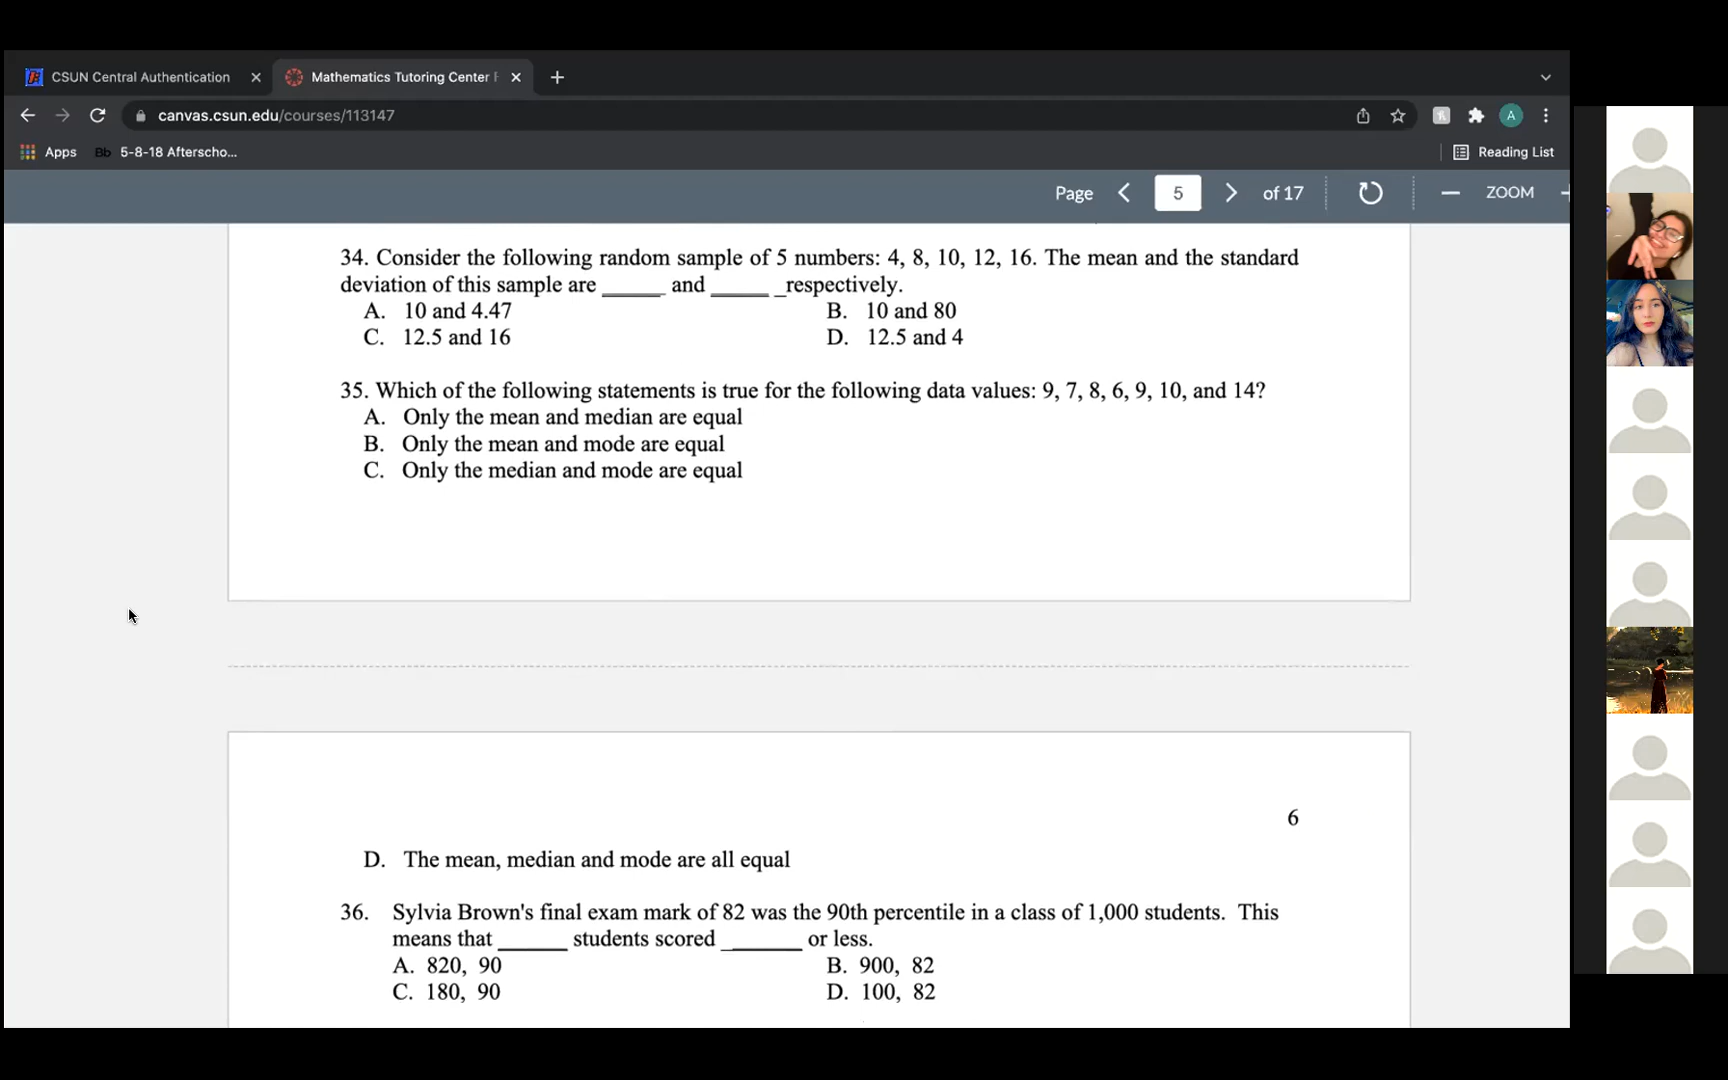 CSUN Central Authentication
Mathematics Tutoring Center
canvas.csun.edu/courses/113147
A
Apps
Bb 5-8-18 Afterscho...
Reading List
Page 5 of 17
ZOOM
34. Consider the following random sample of 5 numbers: 4, 8, 10, 12, 16. The mean and the standard
deviation of this sample are ______ and ______ _respectively.
A. 10 and 4.47 B. 10 and 80
C. 12.5 and 16 D. 12.5 and 4
35. Which of the following statements is true for the following data values: 9, 7, 8, 6, 9, 10, and 14?
A. Only the mean and median are equal
B. Only the mean and mode are equal
C. Only the median and mode are equal
6
D. The mean, median and mode are all equal
36. Sylvia Brown's final exam mark of 82 was the 90th percentile in a class of 1,000 students. This
means that ______ students scored _______ or less.
A. 820, 90 B. 900, 82
C. 180, 90 D. 100, 82